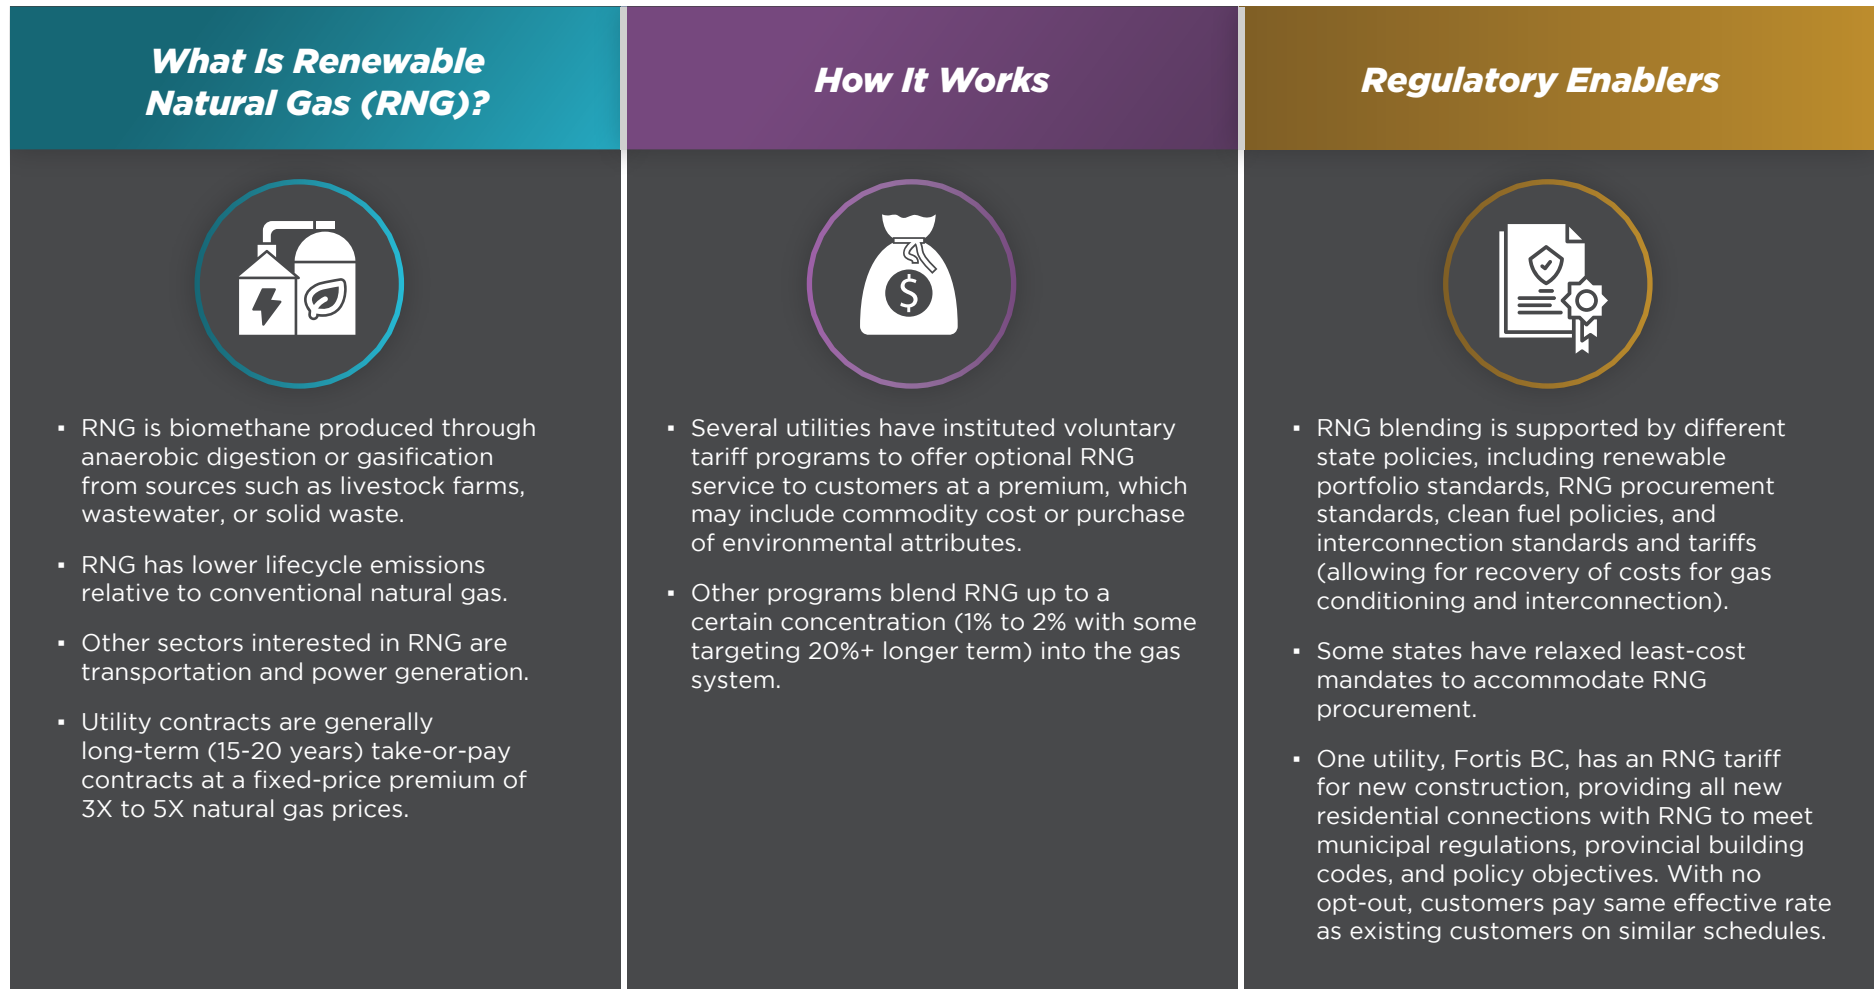 What Is Renewable
Natural Gas (RNG)?
▪ RNG is biomethane produced through
anaerobic digestion or gasification
from sources such as livestock farms,
wastewater, or solid waste.
▪ RNG has lower lifecycle emissions
relative to conventional natural gas.
▪ Other sectors interested in RNG are
transportation and power generation.
▪ Utility contracts are generally
long-term (15-20 years) take-or-pay
contracts at a fixed-price premium of
3X to 5X natural gas prices.
How It Works
$
▪ Several utilities have instituted voluntary
tariff programs to offer optional RNG
service to customers at a premium, which
may include commodity cost or purchase
of environmental attributes.
▪ Other programs blend RNG up to a
certain concentration (1% to 2% with some
targeting 20%+ longer term) into the gas
system.
Regulatory Enablers
▪ RNG blending is supported by different
state policies, including renewable
portfolio standards, RNG procurement
standards, clean fuel policies, and
interconnection standards and tariffs
(allowing for recovery of costs for gas
conditioning and interconnection).
▪ Some states have relaxed least-cost
mandates to accommodate RNG
procurement.
▪ One utility, Fortis BC, has an RNG tariff
for new construction, providing all new
residential connections with RNG to meet
municipal regulations, provincial building
codes, and policy objectives. With no
opt-out, customers pay same effective rate
as existing customers on similar schedules.